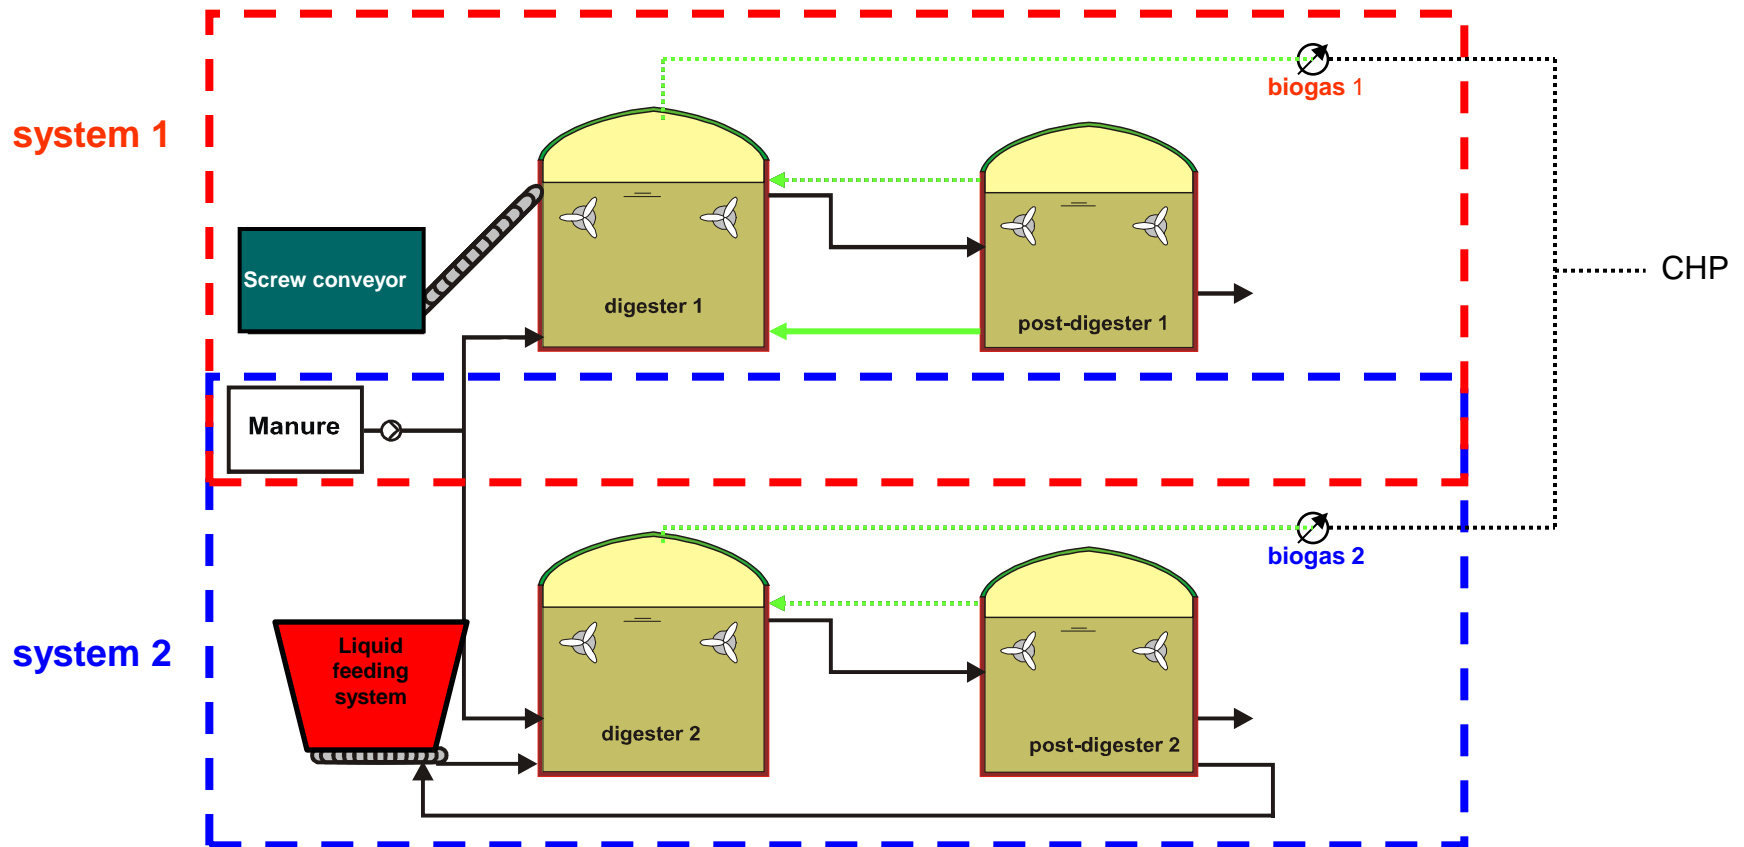 system 1
biogas 1
Screw conveyor
digester 1
post-digester 1
CHP
Manure
system 2
biogas 2
Liquid
feeding
system
digester 2
post-digester 2